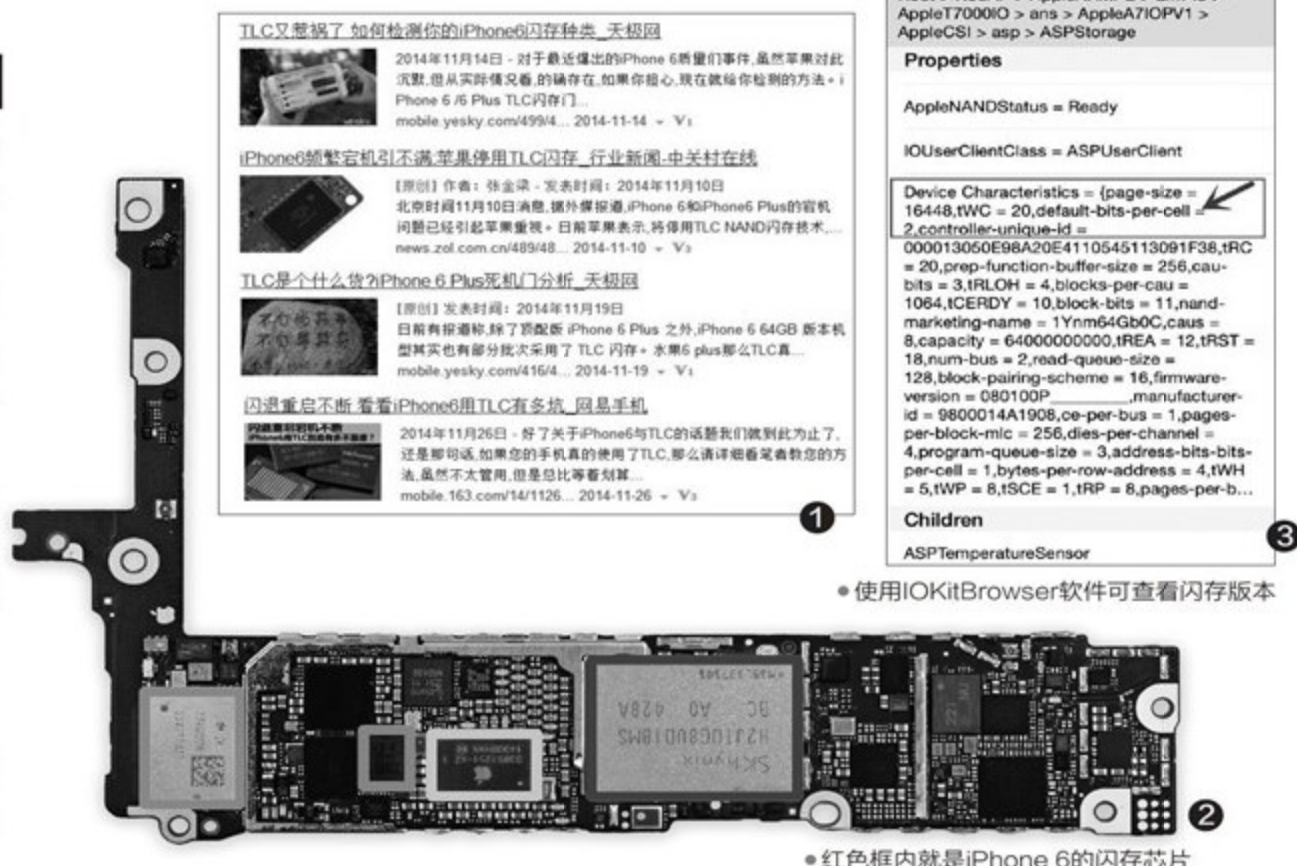 TLC又惹祸了 如何检测你的iPhone6闪存种类_天极网
2014年11月14日 - 对于最近爆出的iPhone 6质量们事件,虽然苹果对此
沉默,但从实际情况看,的确存在,如果你担心,现在就给你检测的方法。i
Phone 6 /6 Plus TLC闪存门...
mobile.yesky.com/499/4... 2014-11-14 - V₃
iPhone6频繁宕机引不满:苹果停用TLC闪存_行业新闻-中关村在线
[原创] 作者：张金梁 - 发表时间：2014年11月10日
北京时间11月10日消息,据外媒报道,iPhone 6和iPhone6 Plus的宕机
问题已经引起苹果重视。日前苹果表示,将停用TLC NAND闪存技术,...
news.zol.com.cn/489/48... 2014-11-10 - V₃
TLC是个什么货?iPhone 6 Plus死机门分析_天极网
[原创] 发表时间：2014年11月19日
日前有报道称,除了顶配版 iPhone 6 Plus 之外,iPhone 6 64GB 版本机
型其实也有部分批次采用了 TLC 闪存。水果6 plus那么TLC真...
mobile.yesky.com/416/4... 2014-11-19 - V₃
闪退重启不断 看看iPhone6用TLC有多坑_网易手机
2014年11月26日 - 好了关于iPhone6与TLC的话题我们就到此为止了,
还是那句话,如果您的手机真的使用了TLC,那么请详细看笔者教您的方
法,虽然不太管用,但是总比等着划算...
mobile.163.com/14/1126... 2014-11-26 - V₃
1
AppleT7000IO > ans > AppleA7IOPV1 >
AppleCSI > asp > ASPStorage
Properties
AppleNANDStatus = Ready
IOUserClientClass = ASPUserClient
Device Characteristics = {page-size =
16448,tWC = 20,default-bits-per-cell =
2,controller-unique-id =
000013050E98A20E4110545113091F38,tRC
= 20,prep-function-buffer-size = 256,cau-
bits = 3,tRLOH = 4,blocks-per-cau =
1064,tCERDY = 10,block-bits = 11,nand-
marketing-name = 1Ynm64Gb0C,caus =
8,capacity = 64000000000,tREA = 12,tRST =
18,num-bus = 2,read-queue-size =
128,block-pairing-scheme = 16,firmware-
version = 080100P________,manufacturer-
id = 9800014A1908,ce-per-bus = 1,pages-
per-block-mlc = 256,dies-per-channel =
4,program-queue-size = 3,address-bits-bits-
per-cell = 1,bytes-per-row-address = 4,tWH
= 5,tWP = 8,tSCE = 1,tRP = 8,pages-per-b...
Children
ASPTemperatureSensor
3
●使用IOKitBrowser软件可查看闪存版本
SKhynix
H2JTDG8UD1BMS
BC A0 428A
2
●红色框内就是iPhone 6的闪存芯片